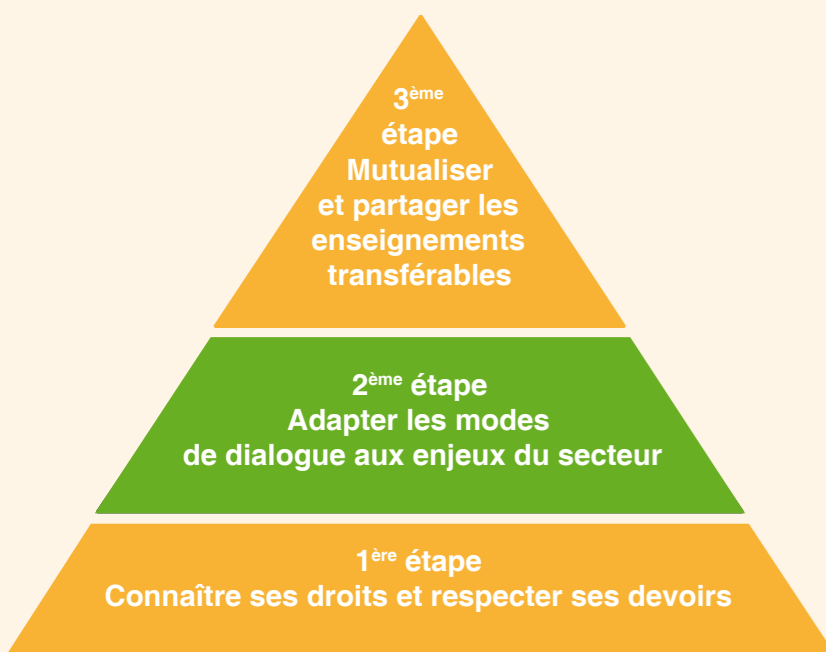 3ème
étape
Mutualiser
et partager les
enseignements
transférables
2ème étape
Adapter les modes
de dialogue aux enjeux du secteur
1ère étape
Connaître ses droits et respecter ses devoirs